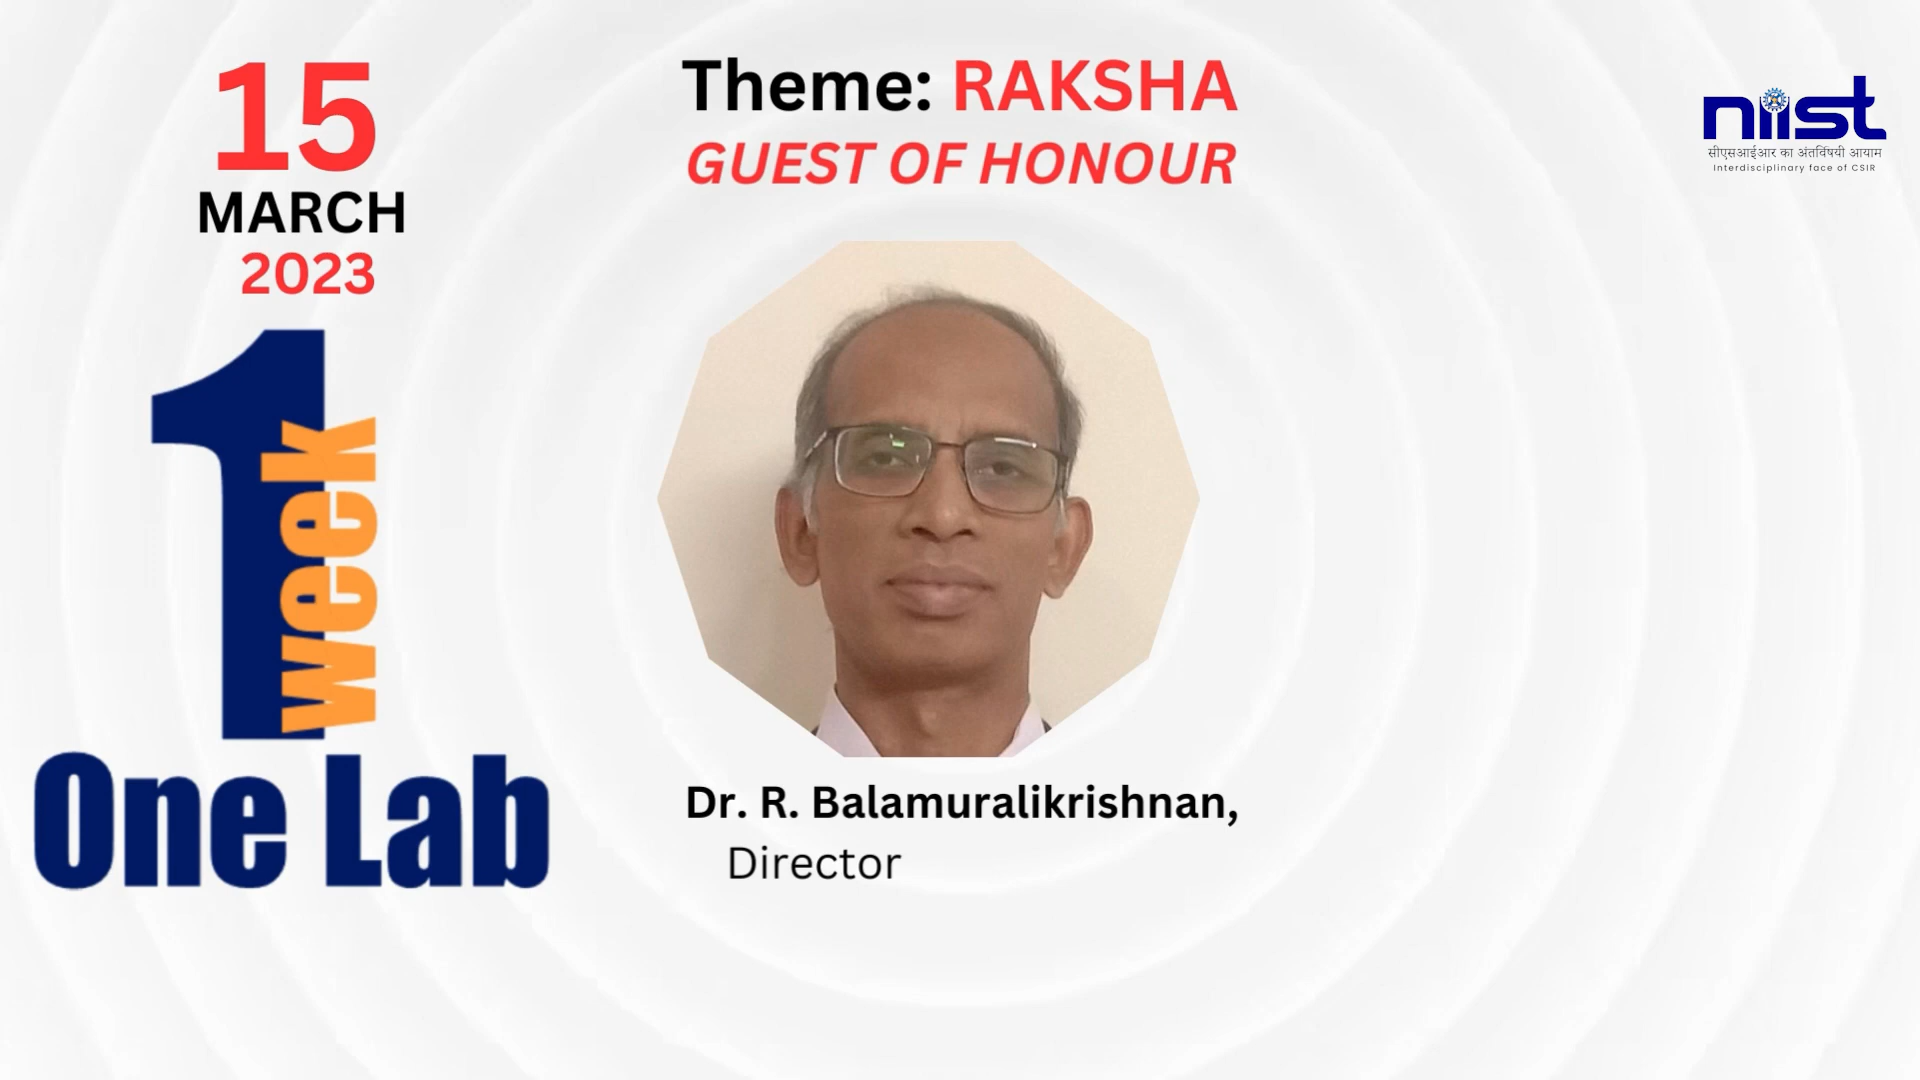 15
MARCH
2023
1
week
One Lab
Theme: RAKSHA
GUEST OF HONOUR
Dr. R. Balamuralikrishnan,
Director
niist
सीएसआईआर का अंतर्विषयी आयाम
Interdisciplinary face of CSIR